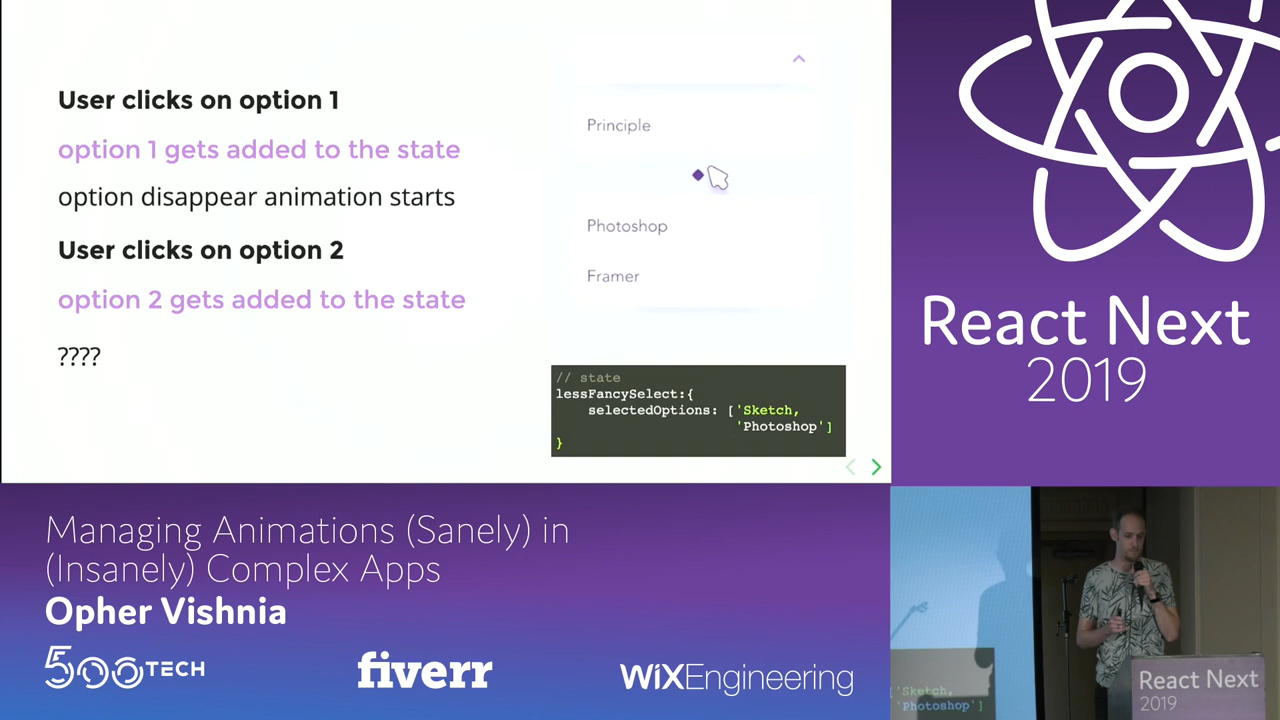 User clicks on option 1
option 1 gets added to the state
option disappear animation starts
User clicks on option 2
option 2 gets added to the state
????
Principle
Photoshop
Framer
// state
lessFancySelect:{
selectedOptions: ['Sketch,
'Photoshop']
}
React Next
2019
Managing Animations (Sanely) in
(Insanely) Complex Apps
Opher Vishnia
500TECH
fiverr
WiXEngineering
['Sketch,
'Photoshop']
React Next
2019